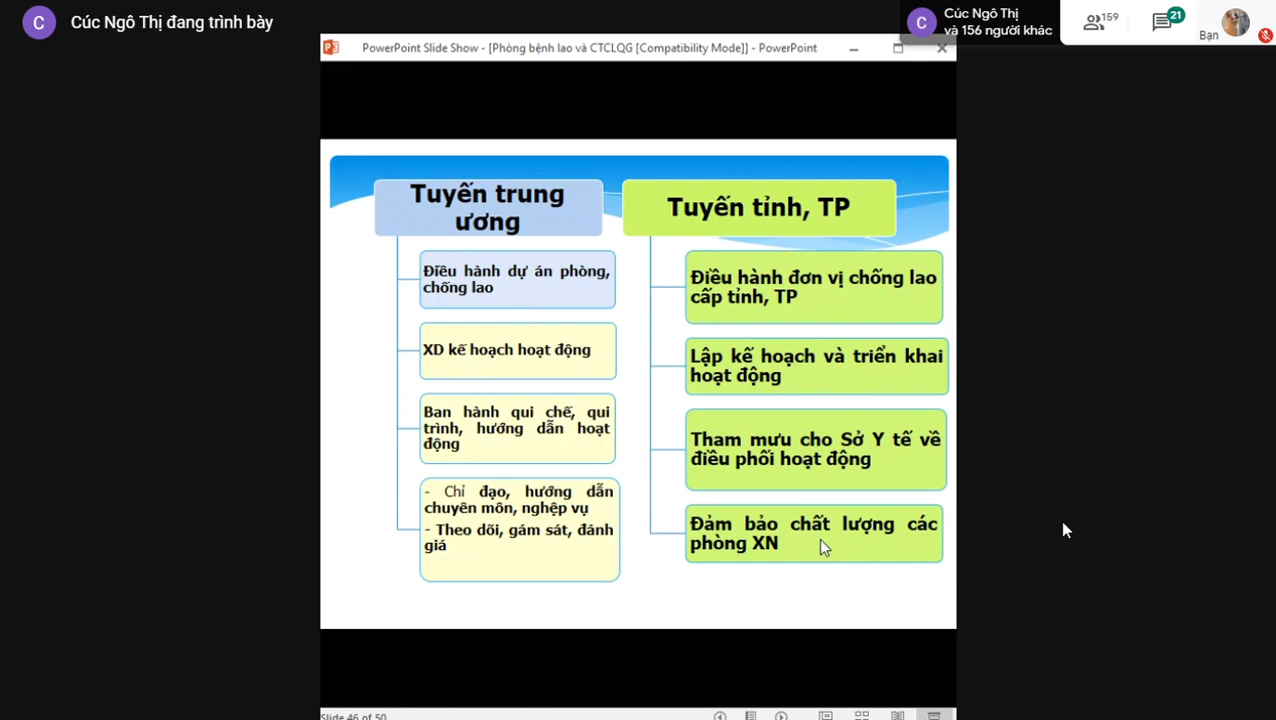 C
Cúc Ngô Thị đang trình bày
C
Cúc Ngô Thị
và 156 người khác
159
21
Bạn
PowerPoint Slide Show - [Phòng bệnh lao và CTCLQG [Compatibility Mode]] - PowerPoint
Tuyến trung
ương
Điều hành dự án phòng,
chống lao
XD kế hoạch hoạt động
Ban hành qui chế, qui
trình, hướng dẫn hoạt
động
- Chỉ đạo, hướng dẫn
chuyên môn, nghệp vụ
- Theo dõi, gám sát, đánh
giá
Tuyến tỉnh, TP
Điều hành đơn vị chống lao
cấp tỉnh, TP
Lập kế hoạch và triển khai
hoạt động
Tham mưu cho Sở Y tế về
điều phối hoạt động
Đảm bảo chất lượng các
phòng XN
Slide 46 of 50